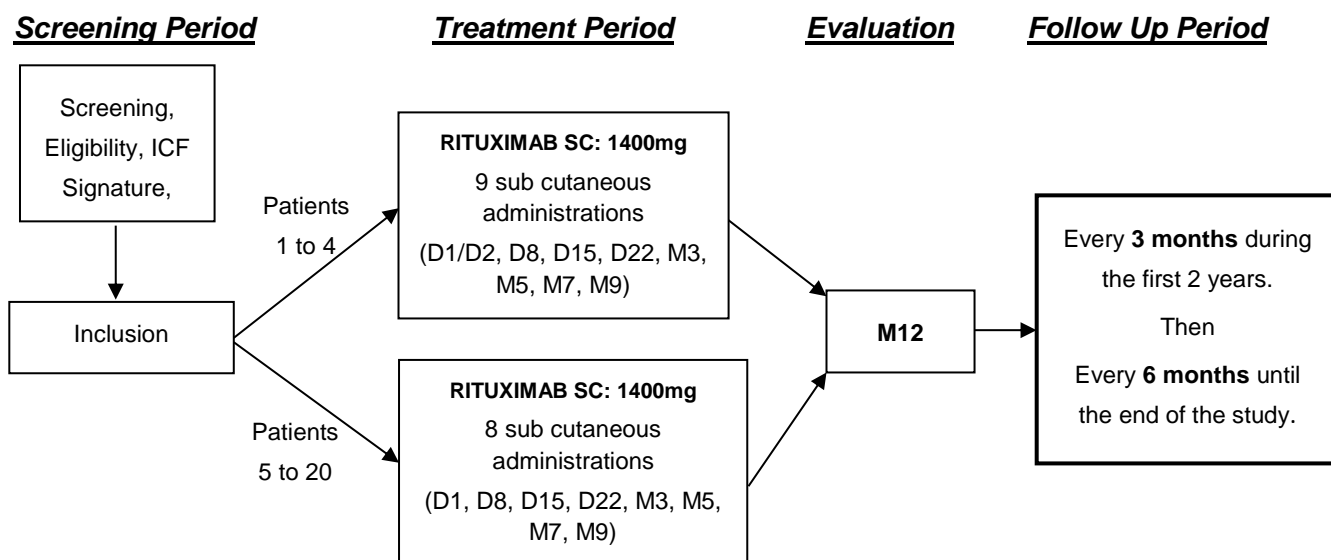 Screening Period
Treatment Period
Evaluation
Follow Up Period
Screening,
Eligibility, ICF
Signature,
Inclusion
Patients
1 to 4
Patients
5 to 20
RITUXIMAB SC: 1400mg
9 sub cutaneous
administrations
(D1/D2, D8, D15, D22, M3,
M5, M7, M9)
RITUXIMAB SC: 1400mg
8 sub cutaneous
administrations
(D1, D8, D15, D22, M3, M5,
M7, M9)
M12
Every 3 months during
the first 2 years.
Then
Every 6 months until
the end of the study.